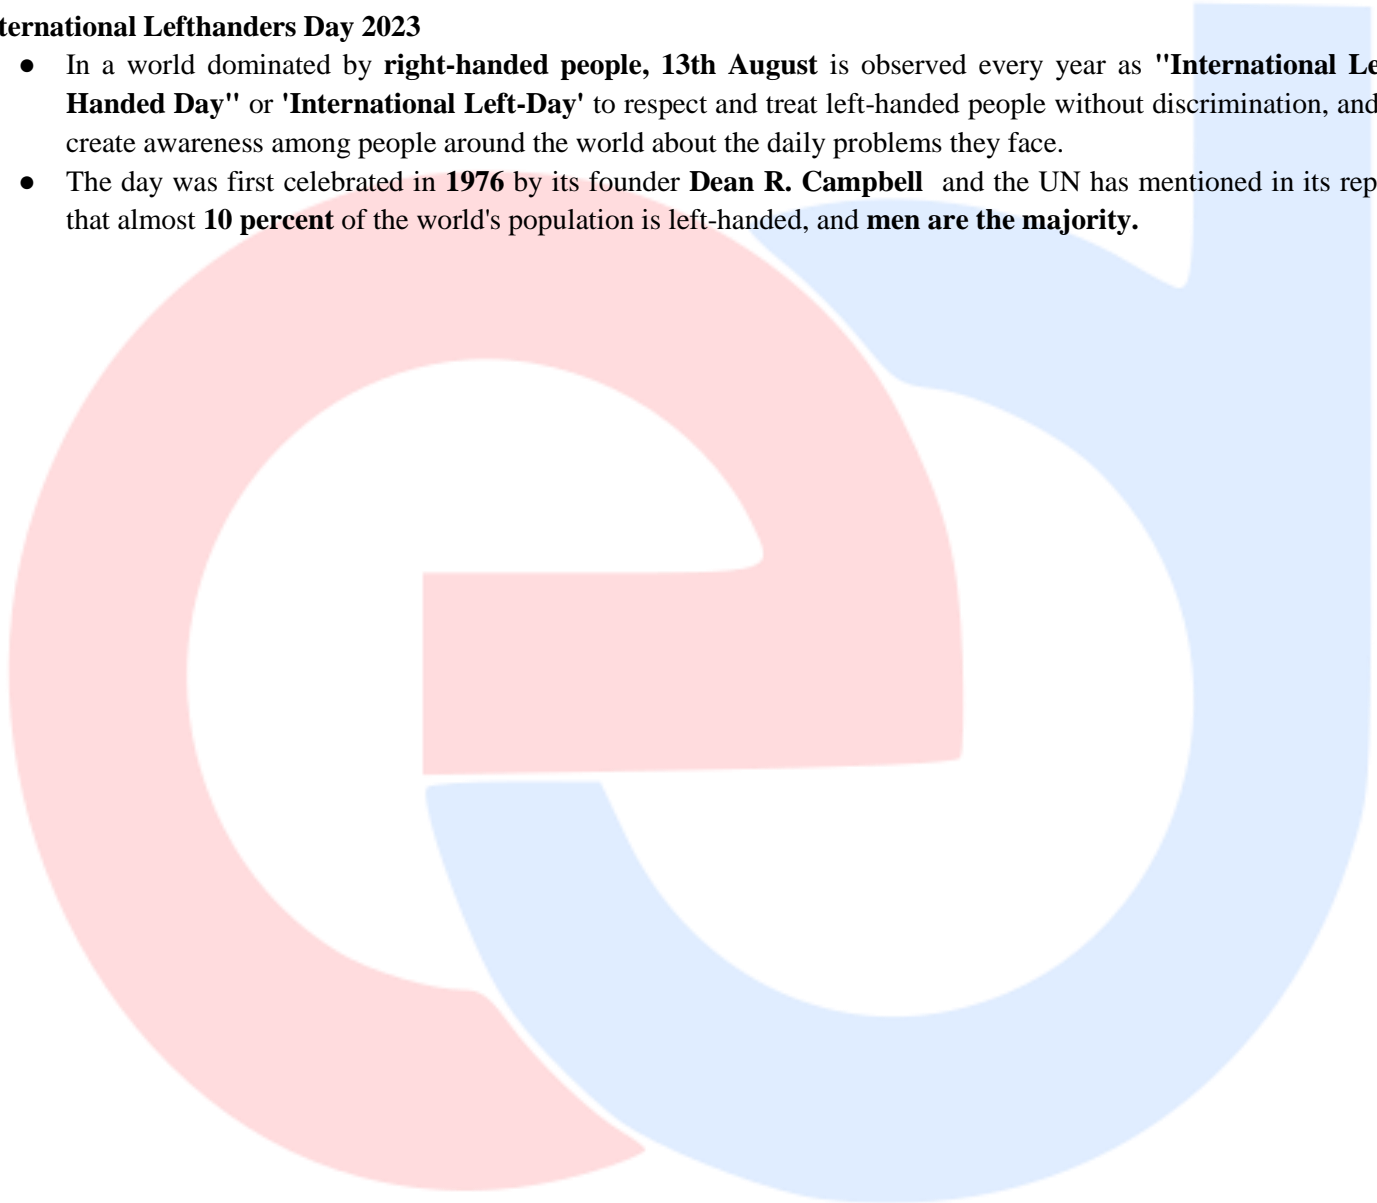 ternational Lefthanders Day 2023
● In a world dominated by right-handed people, 13th August is observed every year as "International Le
Handed Day" or 'International Left-Day' to respect and treat left-handed people without discrimination, and
create awareness among people around the world about the daily problems they face.
● The day was first celebrated in 1976 by its founder Dean R. Campbell and the UN has mentioned in its rep
that almost 10 percent of the world's population is left-handed, and men are the majority.